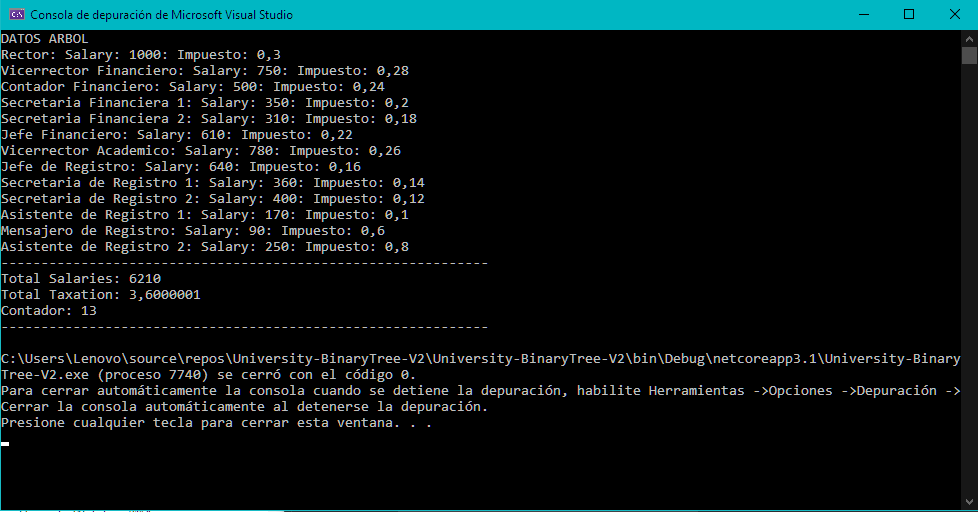 Consola de depuración de Microsoft Visual Studio
DATOS ARBOL
Rector: Salary: 1000: Impuesto: 0,3
Vicerrector Financiero: Salary: 750: Impuesto: 0,28
Contador Financiero: Salary: 500: Impuesto: 0,24
Secretaria Financiera 1: Salary: 350: Impuesto: 0,2
Secretaria Financiera 2: Salary: 310: Impuesto: 0,18
Jefe Financiero: Salary: 610: Impuesto: 0,22
Vicerrector Academico: Salary: 780: Impuesto: 0,26
Jefe de Registro: Salary: 640: Impuesto: 0,16
Secretaria de Registro 1: Salary: 360: Impuesto: 0,14
Secretaria de Registro 2: Salary: 400: Impuesto: 0,12
Asistente de Registro 1: Salary: 170: Impuesto: 0,1
Mensajero de Registro: Salary: 90: Impuesto: 0,6
Asistente de Registro 2: Salary: 250: Impuesto: 0,8
-------------------------------------------------------------
Total Salaries: 6210
Total Taxation: 3,6000001
Contador: 13
-------------------------------------------------------------
C:\Users\Lenovo\source\repos\University-BinaryTree-V2\University-BinaryTree-V2\bin\Debug\netcoreapp3.1\University-Binary
Tree-V2.exe (proceso 7740) se cerró con el código 0.
Para cerrar automáticamente la consola cuando se detiene la depuración, habilite Herramientas ->Opciones ->Depuración ->
Cerrar la consola automáticamente al detenerse la depuración.
Presione cualquier tecla para cerrar esta ventana. . .